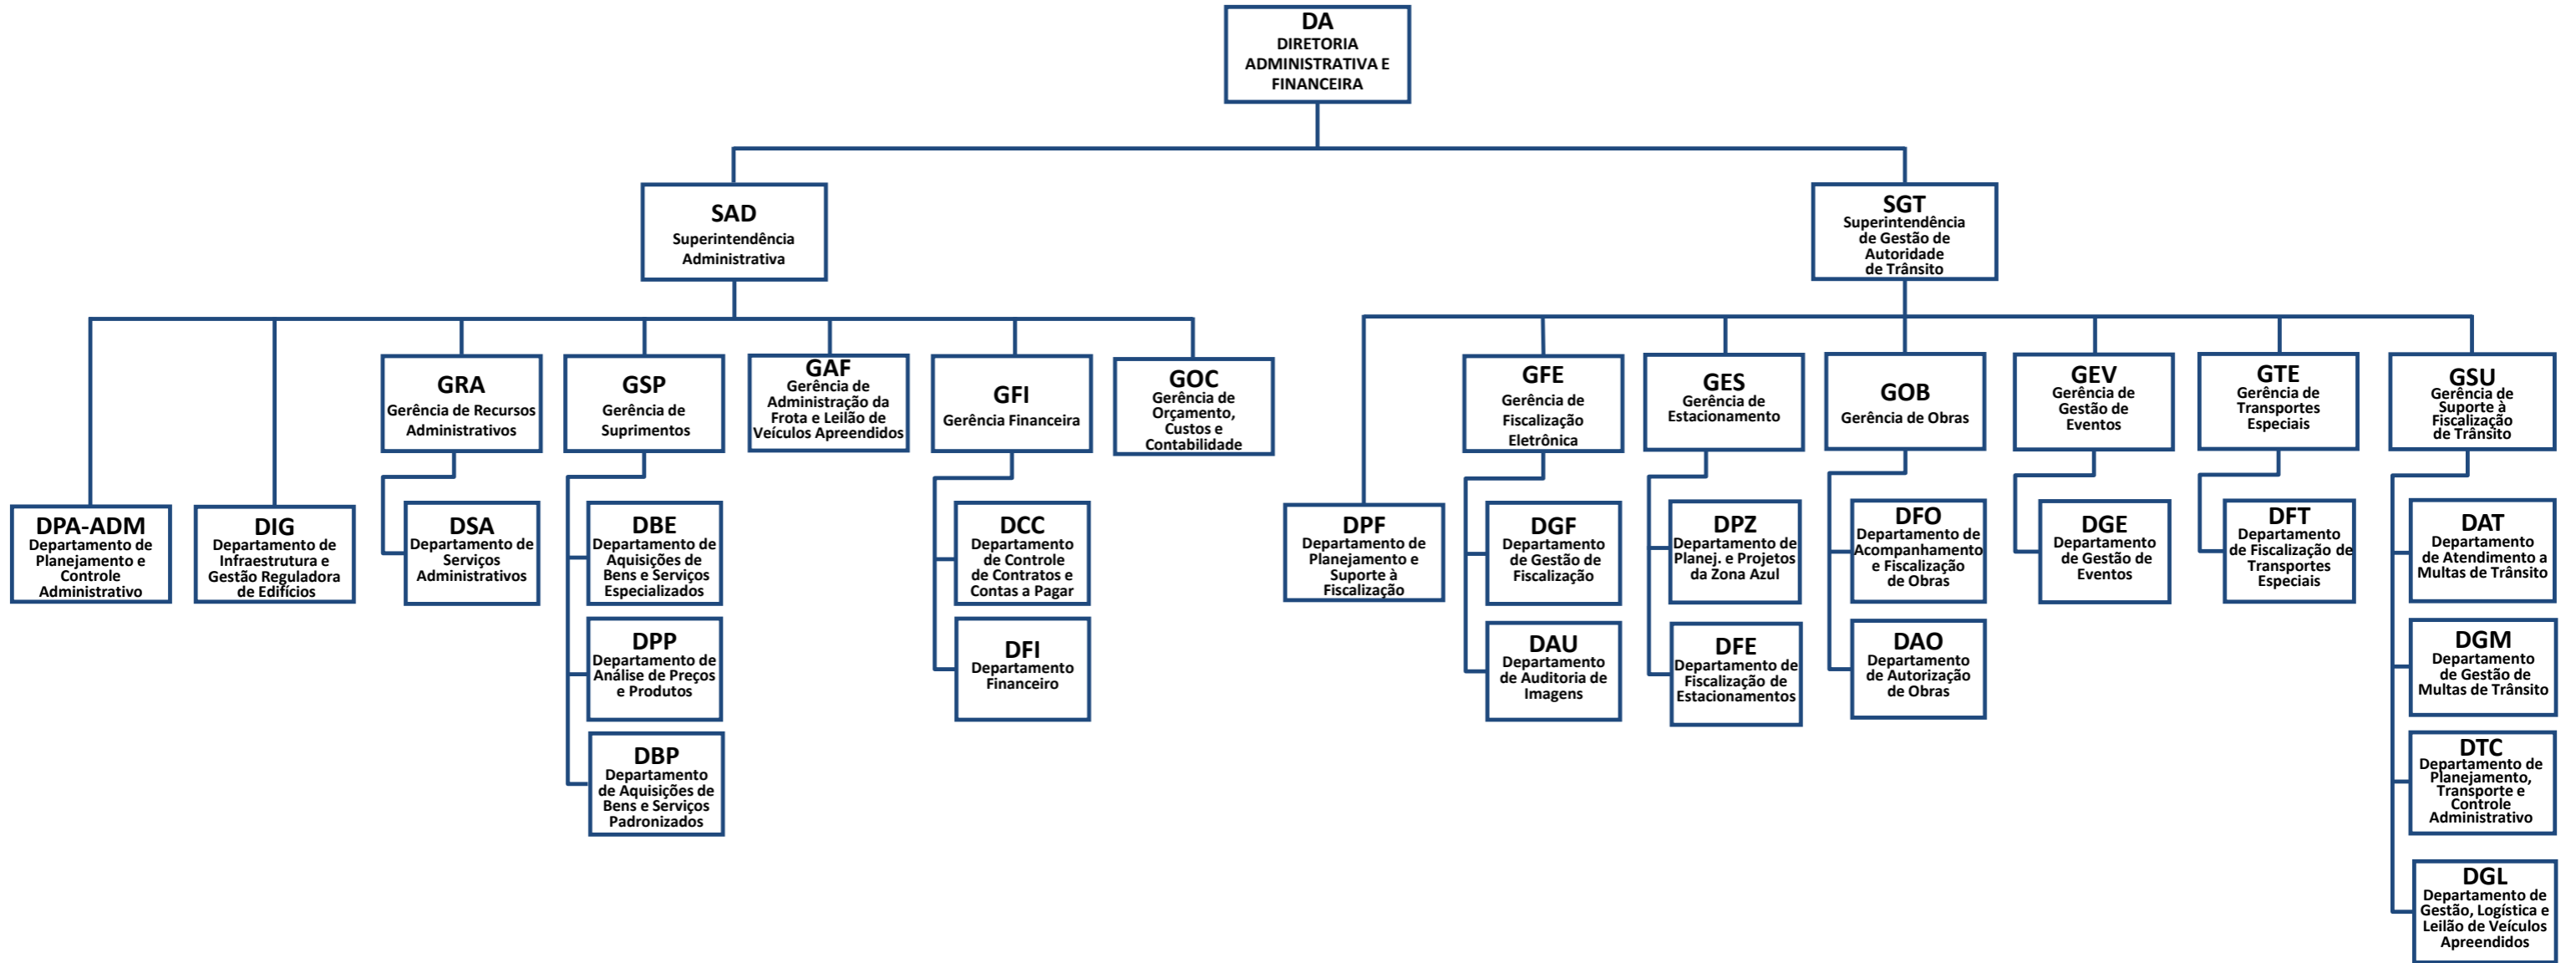 DA
DIRETORIA
ADMINISTRATIVA E
FINANCEIRA
SAD
Superintendência
Administrativa
SGT
Superintendência
de Gestão de
Autoridade
de Trânsito
GRA
Gerência de Recursos
Administrativos
GSP
Gerência de
Suprimentos
GAF
Gerência de
Administração da
Frota e Leilão de
Veículos Apreendidos
GFI
Gerência Financeira
GOC
Gerência de
Orçamento,
Custos e
Contabilidade
GFE
Gerência de
Fiscalização
Eletrônica
GES
Gerência de
Estacionamento
GOB
Gerência de Obras
GEV
Gerência de
Gestão de
Eventos
GTE
Gerência de
Transportes
Especiais
GSU
Gerência de
Suporte à
Fiscalização
de Trânsito
DPA-ADM
Departamento de
Planejamento e
Controle
Administrativo
DIG
Departamento de
Infraestrutura e
Gestão Reguladora
de Edifícios
DSA
Departamento de
Serviços
Administrativos
DBE
Departamento de
Aquisições de
Bens e Serviços
Especializados
DCC
Departamento
de Controle
de Contratos e
Contas a Pagar
DPF
Departamento de
Planejamento e
Suporte à
Fiscalização
DGF
Departamento
de Gestão de
Fiscalização
DPZ
Departamento de
Planej. e Projetos
da Zona Azul
DFO
Departamento de
Acompanhamento
e Fiscalização
de Obras
DGE
Departamento
de Gestão de
Eventos
DFT
Departamento
de Fiscalização de
Transportes
Especiais
DAT
Departamento
de Atendimento a
Multas de Trânsito
DPP
Departamento de
Análise de Preços
e Produtos
DFI
Departamento
Financeiro
DAU
Departamento
de Auditoria de
Imagens
DFE
Departamento de
Fiscalização de
Estacionamentos
DAO
Departamento
de Autorização
de Obras
DGM
Departamento
de Gestão de
Multas de Trânsito
DBP
Departamento
de Aquisições de
Bens e Serviços
Padronizados
DTC
Departamento de
Planejamento,
Transporte e
Controle
Administrativo
DGL
Departamento de
Gestão, Logística e
Leilão de Veículos
Apreendidos